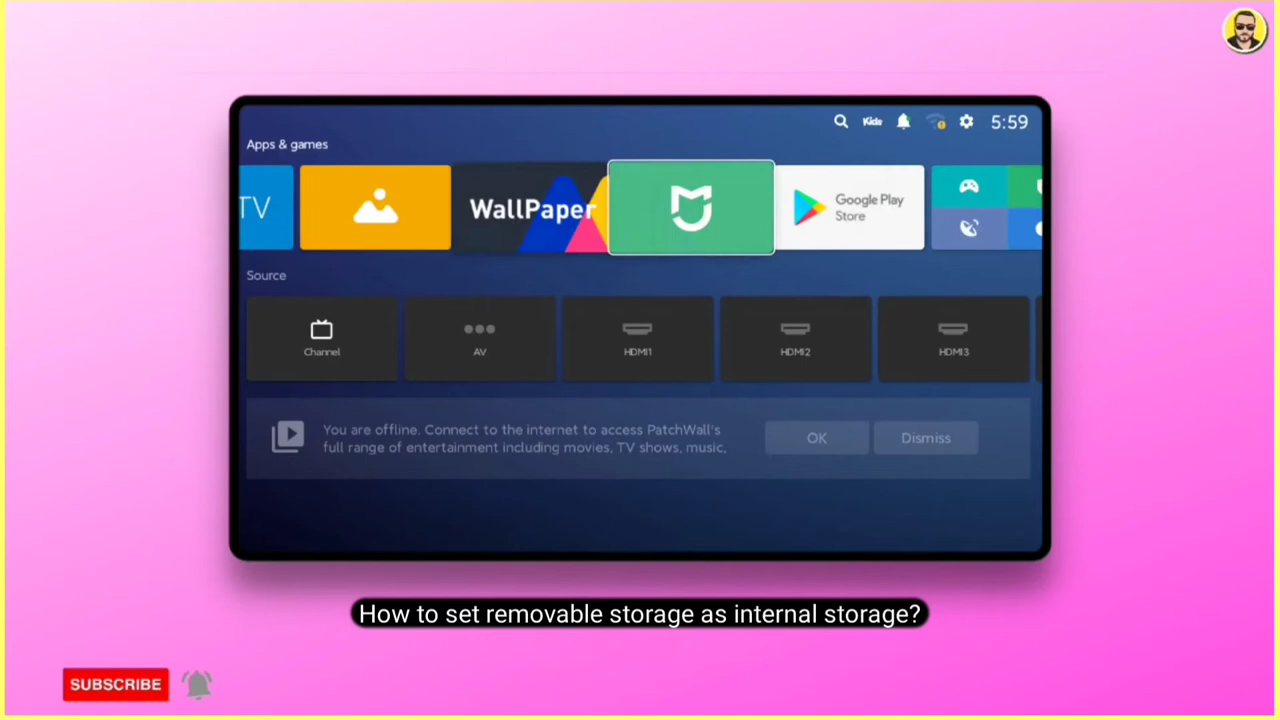 Kids
5:59
Apps & games
TV
WallPaper
Google Play
Store
Source
Channel
AV
HDMI1
HDMI2
HDMI3
You are offline. Connect to the internet to access PatchWall's
full range of entertainment including movies, TV shows, music,
OK
Dismiss
How to set removable storage as internal storage?
SUBSCRIBE